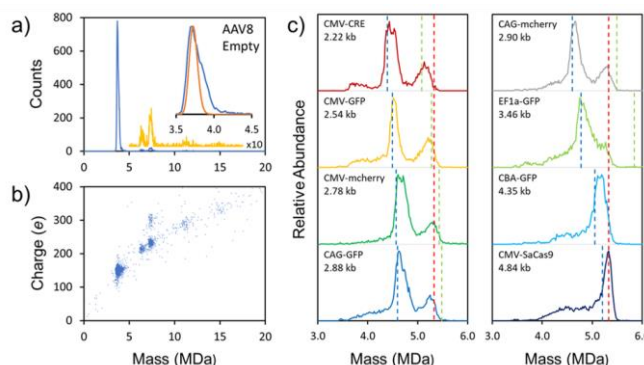 a)
AAV8
Empty
Counts
800
600
400
200
0
3.5 4.0 4.5
x10
0 5 10 15 20
b)
Charge (e)
400
300
200
100
0
0 5 10 15 20
Mass (MDa)
c)
Relative Abundance
CMV-CRE
2.22 kb
CMV-GFP
2.54 kb
CMV-mcherry
2.78 kb
CAG-GFP
2.88 kb
3.0 4.0 5.0 6.0
Mass (MDa)
CAG-mcherry
2.90 kb
EF1a-GFP
3.46 kb
CBA-GFP
4.35 kb
CMV-SaCas9
4.84 kb
3.0 4.0 5.0 6.0
Mass (MDa)